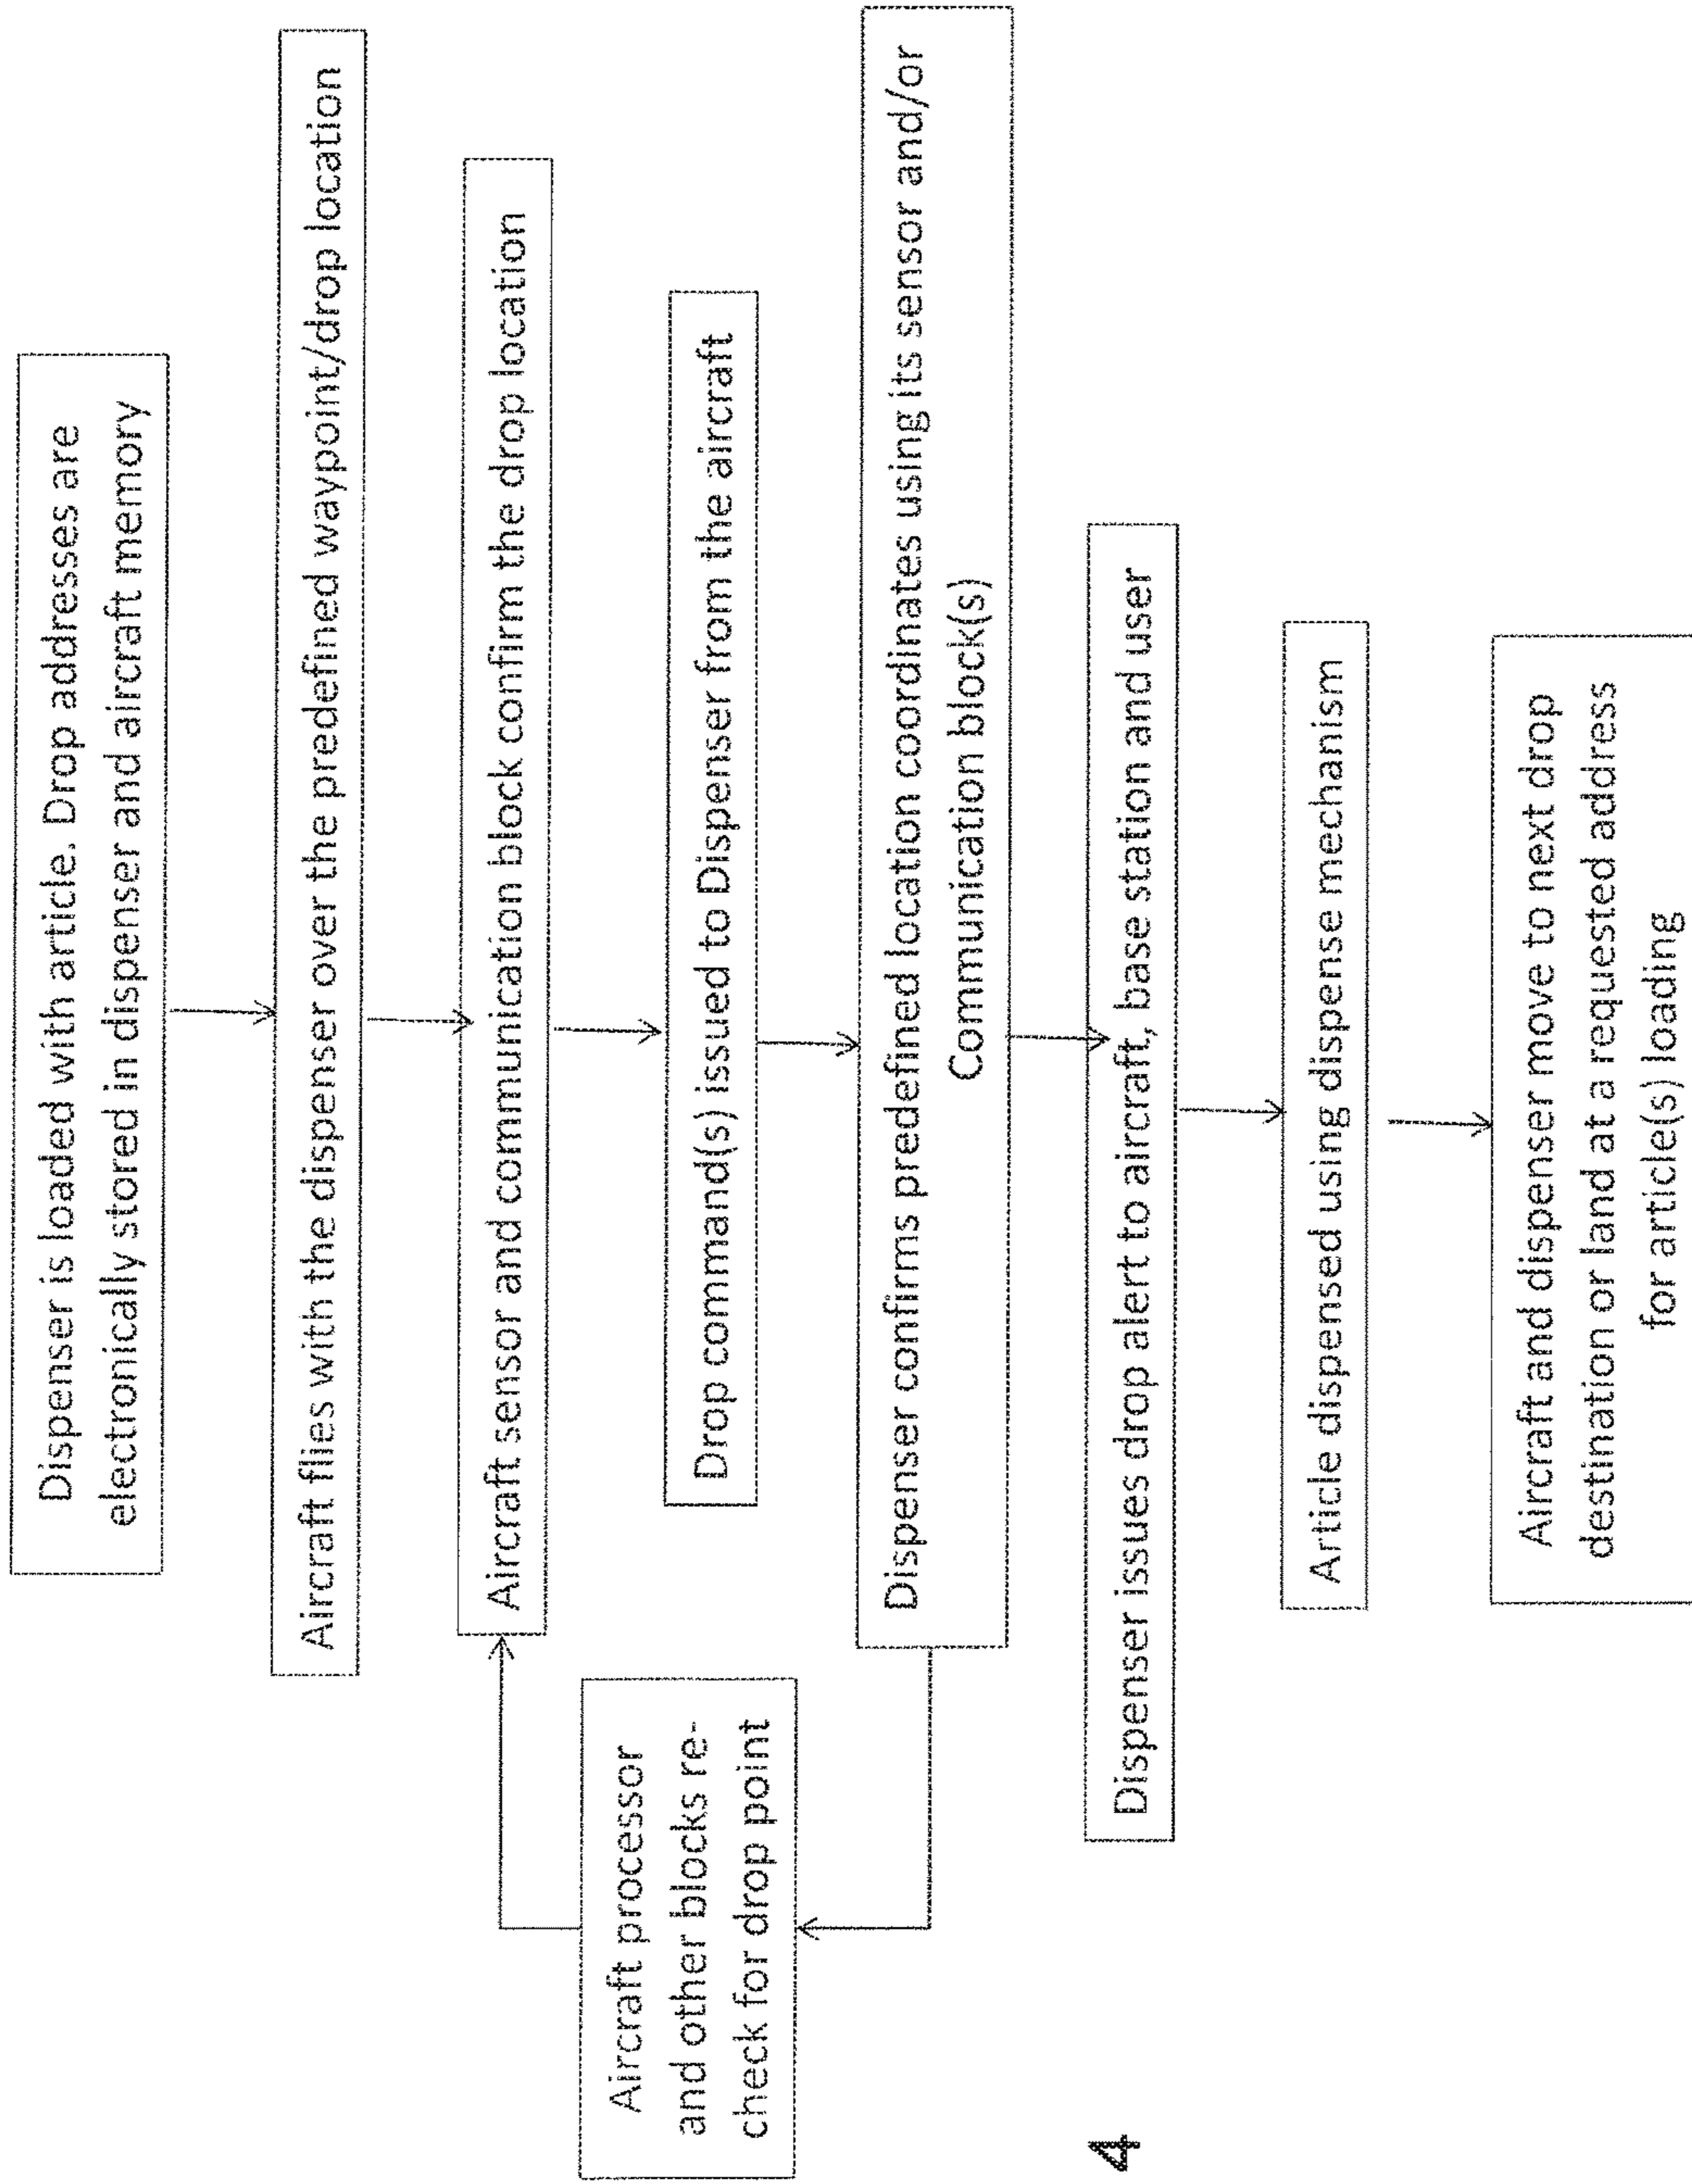 Dispenser is loaded with article. Drop addresses are
electronically stored in dispenser and aircraft memory
Aircraft flies with the dispenser over the predefined waypoint/drop location
Aircraft sensor and communication block confirm the drop location
Drop command(s) issued to Dispenser from the aircraft
Aircraft processor
and other blocks re-
check for drop point
Dispenser confirms predefined location coordinates using its sensor and/or
Communication block(s)
Dispenser issues drop alert to aircraft, base station and user
Article dispensed using dispense mechanism
Aircraft and dispenser move to next drop
destination or land at a requested address
for article(s) loading
4